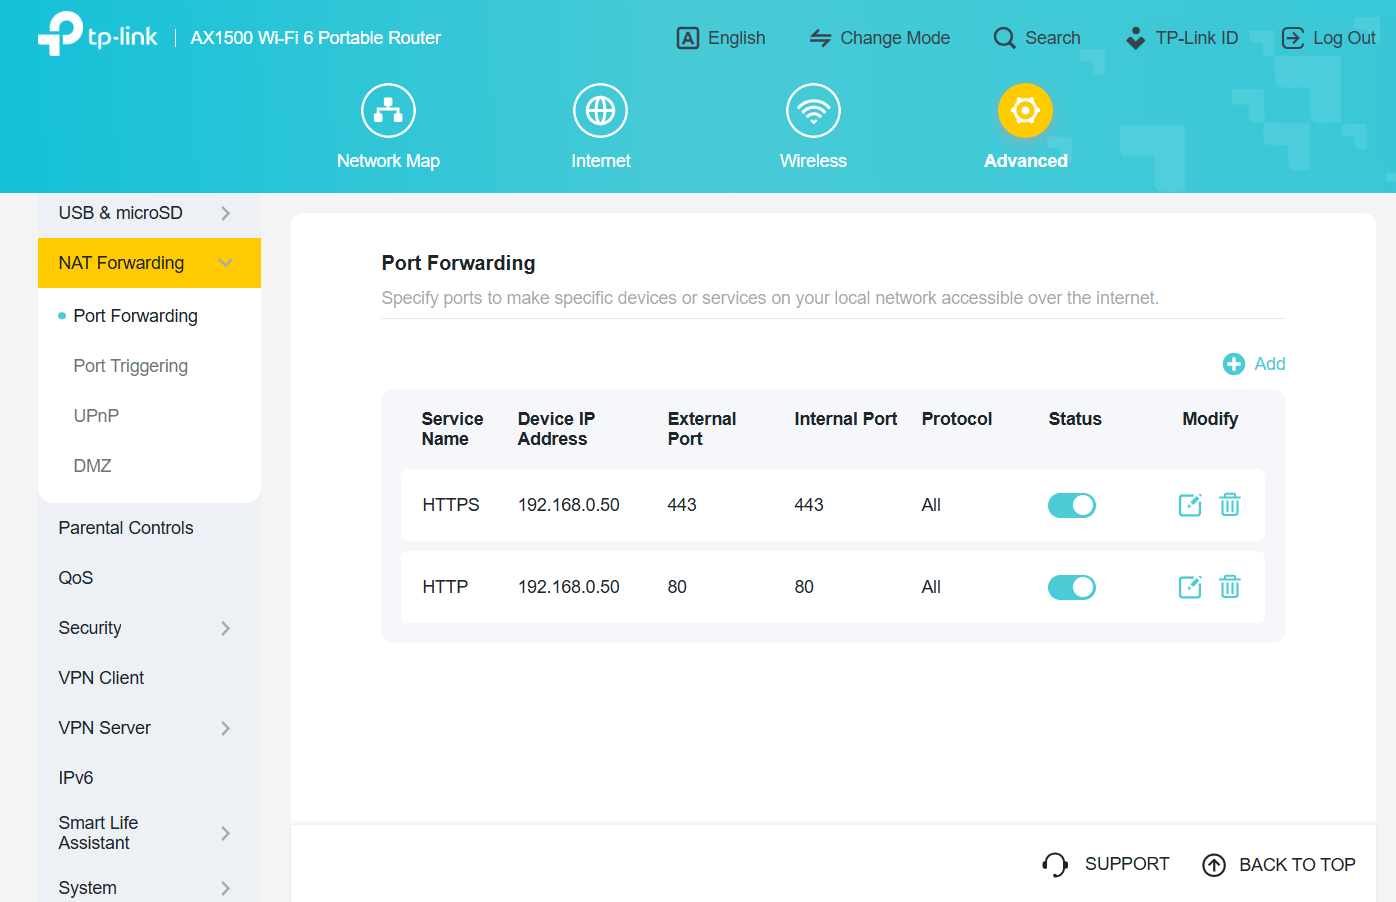 tp-link | AX1500 Wi-Fi 6 Portable Router
A English
Change Mode
Search
TP-Link ID
Log Out
Network Map
Internet
Wireless
Advanced
USB & microSD
NAT Forwarding
Port Forwarding
Port Triggering
UPnP
DMZ
Parental Controls
QoS
Security
VPN Client
VPN Server
IPv6
Smart Life
Assistant
System
Port Forwarding
Specify ports to make specific devices or services on your local network accessible over the internet.
Add
Service Name Device IP Address External Port Internal Port Protocol Status Modify
HTTPS 192.168.0.50 443 443 All
HTTP 192.168.0.50 80 80 All
SUPPORT
BACK TO TOP